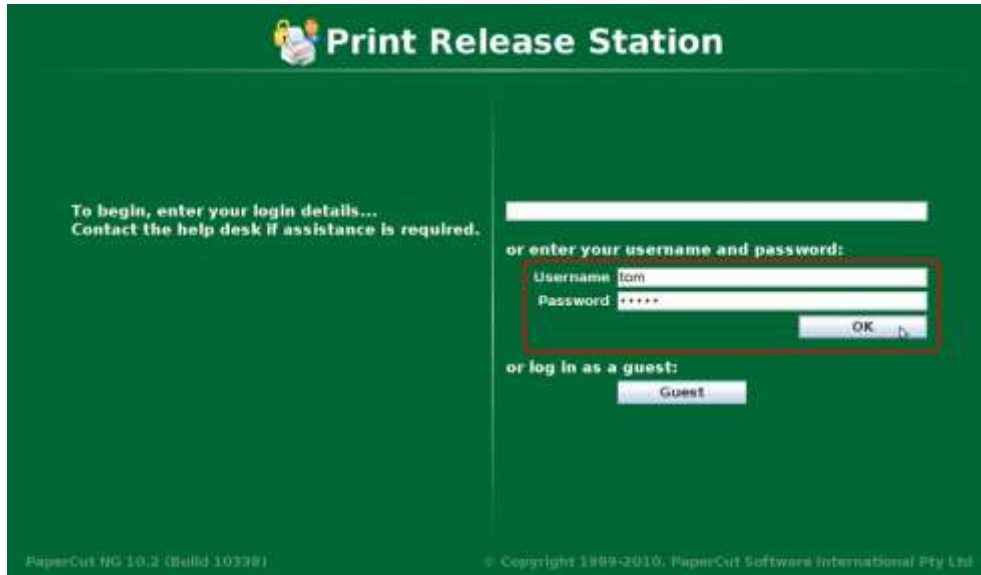 Print Release Station
To begin, enter your login details...
Contact the help desk if assistance is required.
or enter your username and password:
Username tom
Password •••••
OK
or log in as a guest:
Guest
PaperCut NG 10.2 (Build 10338)
© Copyright 1999-2010. PaperCut Software International Pty Ltd